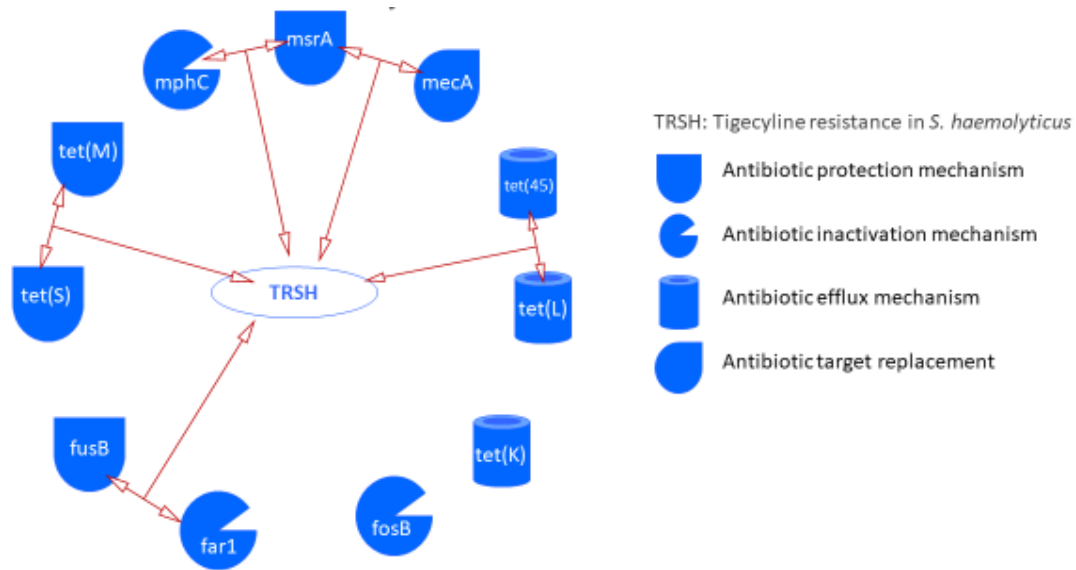 msrA
mphC
mecA
TRSH: Tigecyline resistance in S. haemolyticus
tet(M)
Antibiotic protection mechanism
tet(45)
Antibiotic inactivation mechanism
tet(S)
TRSH
tet(L)
Antibiotic efflux mechanism
Antibiotic target replacement
fusB
tet(K)
fosB
far1